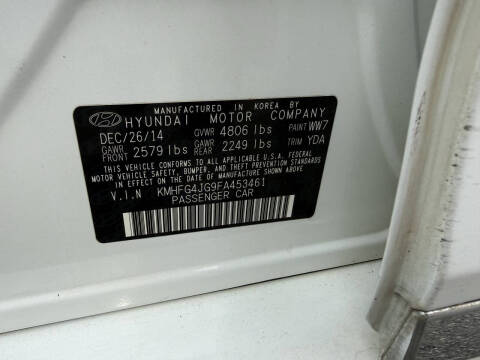 MANUFACTURED IN KOREA BY
HYUNDAI MOTOR COMPANY
DEC/26/14 GVWR 4806 lbs PAINT WW7
GAWR FRONT 2579 lbs GAWR REAR 2249 lbs TRIM YDA
THIS VEHICLE CONFORMS TO ALL APPLICABLE U.S.A. FEDERAL
MOTOR VEHICLE SAFETY, BUMPER, AND THEFT PREVENTION
STANDARDS IN EFFECT ON THE DATE OF MANUFACTURE SHOWN ABOVE.
V.I.N KMHFG4JG9FA453461
PASSENGER CAR